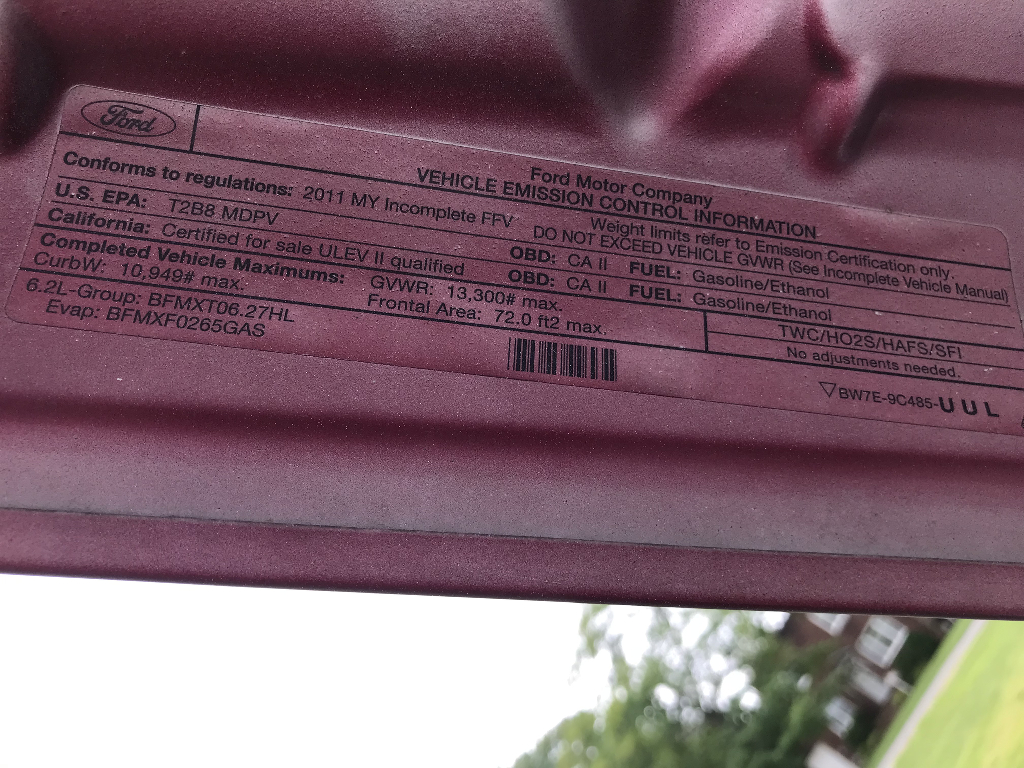 Ford
Ford Motor Company
VEHICLE EMISSION CONTROL INFORMATION
Conforms to regulations: 2011 MY Incomplete FFV
Weight limits refer to Emission Certification only.
U.S. EPA: T2B8 MDPV
DO NOT EXCEED VEHICLE GVWR (See Incomplete Vehicle Manual)
OBD: CA II FUEL: Gasoline/Ethanol
California: Certified for sale ULEV II qualified OBD: CA II FUEL: Gasoline/Ethanol
Completed Vehicle Maximums: GVWR: 13,300# max.
CurbW: 10,949# max. Frontal Area: 72.0 ft2 max.
TWC/HO2S/HAFS/SFI
6.2L-Group: BFMXT06.27HL
No adjustments needed.
Evap: BFMXF0265GAS
BW7E-9C485-UUL